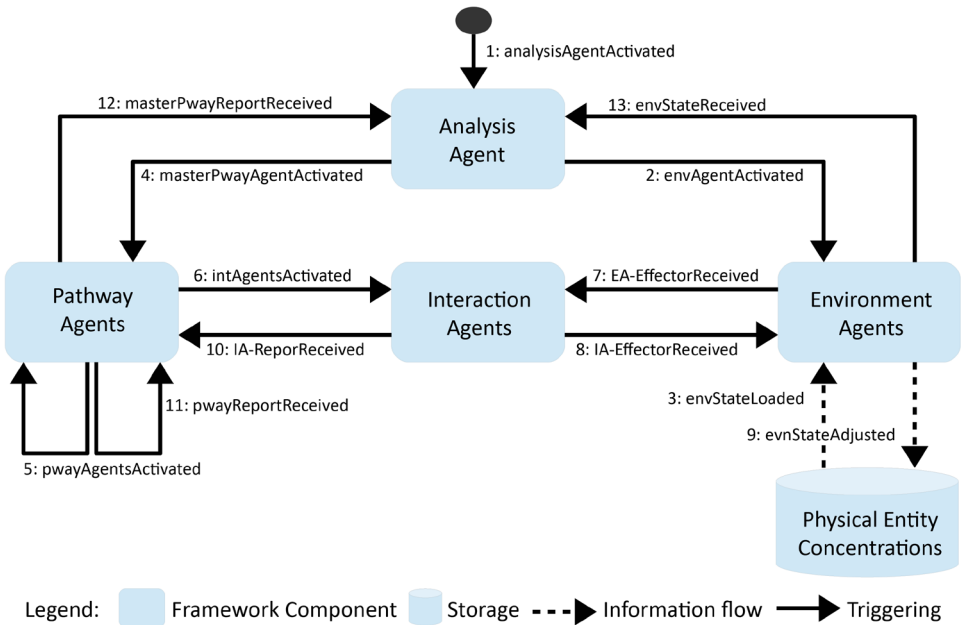 1: analysisAgentActivated
12: masterPwayReportReceived
13: envStateReceived
Analysis
Agent
4: masterPwayAgentActivated
2: envAgentActivated
6: intAgentsActivated
7: EA-EffectorReceived
Pathway
Agents
Interaction
Agents
Environment
Agents
10: IA-ReporReceived
8: IA-EffectorReceived
11: pwayReportReceived
3: envStateLoaded
9: evnStateAdjusted
5: pwayAgentsActivated
Physical Entity
Concentrations
Legend: Framework Component Storage Information flow Triggering